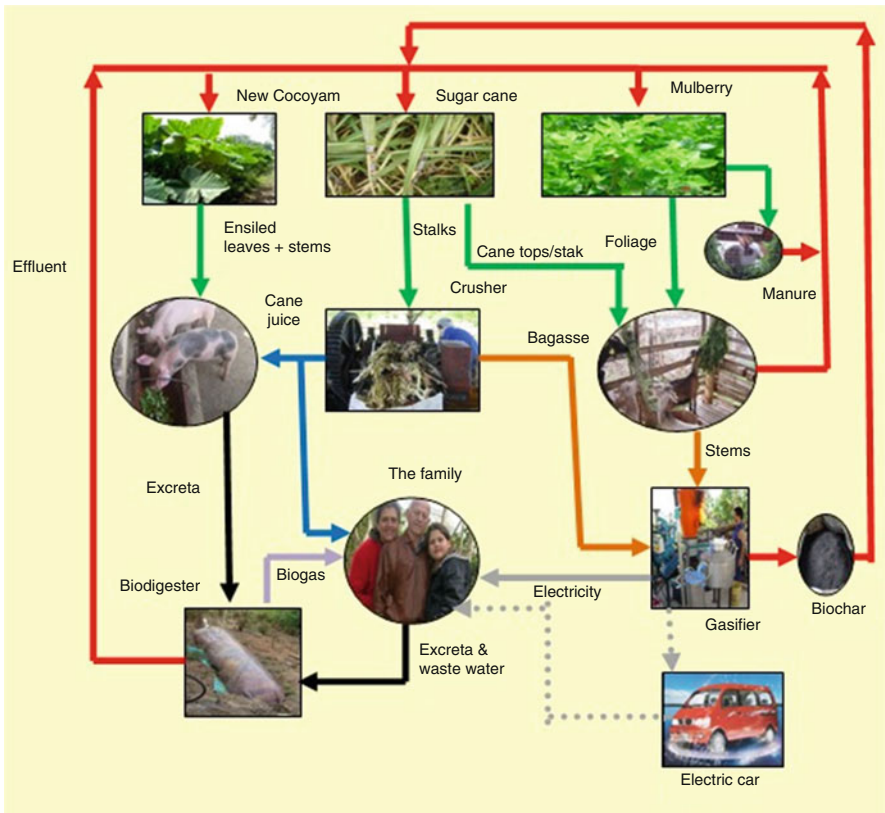 New Cocoyam
Sugar cane
Mulberry
Ensiled
leaves + stems
Stalks
Cane tops/stak
Foliage
Effluent
Manure
Cane
juice
Crusher
Bagasse
Stems
Excreta
The family
Biodigester
Biogas
Electricity
Gasifier
Biochar
Excreta &
waste water
Electric car